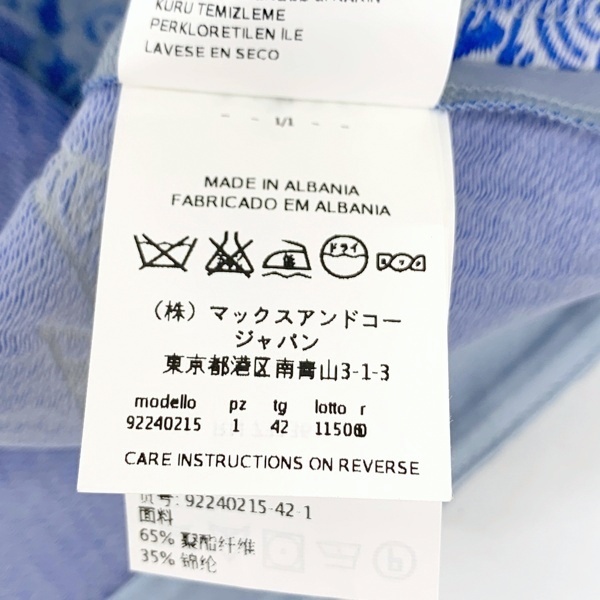 KURU TEMIZLEME
PERKLORETILEN ILE
LAVESE EN SECO
1/1
MADE IN ALBANIA
FABRICADO EM ALBANIA
ドライ
（株）マックスアンドコー
ジャパン
東京都港区南青山3-1-3
modello pz tg lotto r
92240215 1 42 11506
CARE INSTRUCTIONS ON REVERSE
货号: 92240215-42-1
面料
65% 聚酯纤维
35% 锦纶